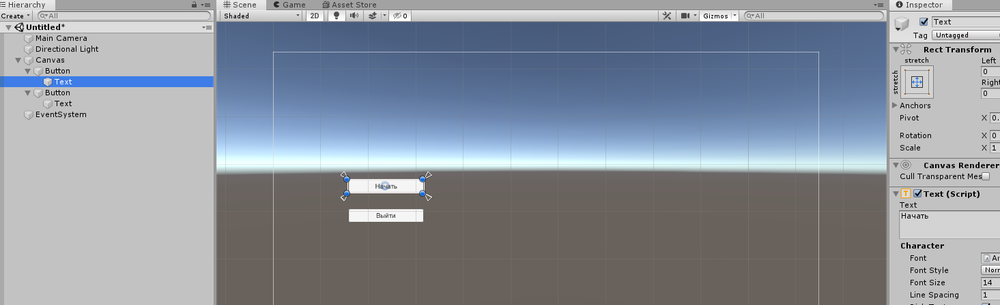 Hierarchy
Create
All
Untitled*
Main Camera
Directional Light
Canvas
Button
Text
Button
Text
EventSystem
Scene
Game
Asset Store
Shaded
2D
0
Gizmos
All
Начать
Выйти
Inspector
Text
Tag Untagged
Rect Transform
stretch
stretch
Left
0
Right
0
Anchors
Pivot X 0.
Rotation X 0
Scale X 1
Canvas Renderer
Cull Transparent Mes
Text (Script)
Text
Начать
Character
Font Ar
Font Style Norm
Font Size 14
Line Spacing 1